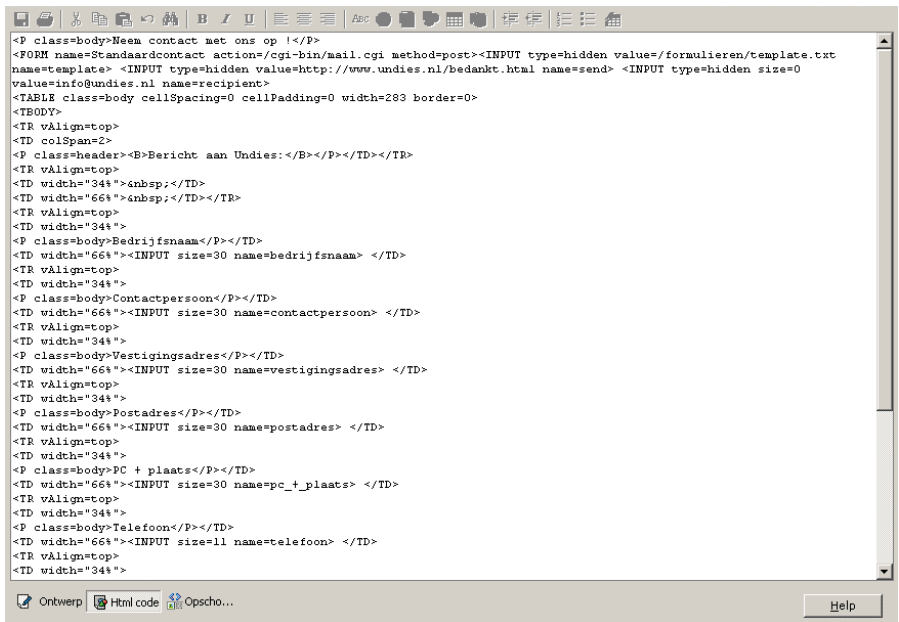 B I U ABC
<P class=body>Neem contact met ons op !</P>
<FORM name=Standaardcontact action=/cgi-bin/mail.cgi method=post><INPUT type=hidden value=/formulieren/template.txt
name=template> <INPUT type=hidden value=http://www.undies.nl/bedankt.html name=send> <INPUT type=hidden size=0
value=info@undies.nl name=recipient>
<TABLE class=body cellSpacing=0 cellPadding=0 width=283 border=0>
<TBODY>
<TR vAlign=top>
<TD colSpan=2>
<P class=header><B>Bericht aan Undies:</B></P></TD></TR>
<TR vAlign=top>
<TD width="34%">&nbsp;</TD>
<TD width="66%">&nbsp;</TD></TR>
<TR vAlign=top>
<TD width="34%">
<P class=body>Bedrijfsnaam</P></TD>
<TD width="66%"><INPUT size=30 name=bedrijfsnaam> </TD>
<TR vAlign=top>
<TD width="34%">
<P class=body>Contactpersoon</P></TD>
<TD width="66%"><INPUT size=30 name=contactpersoon> </TD>
<TR vAlign=top>
<TD width="34%">
<P class=body>Vestigingsadres</P></TD>
<TD width="66%"><INPUT size=30 name=vestigingsadres> </TD>
<TR vAlign=top>
<TD width="34%">
<P class=body>Postadres</P></TD>
<TD width="66%"><INPUT size=30 name=postadres> </TD>
<TR vAlign=top>
<TD width="34%">
<P class=body>PC + plaats</P></TD>
<TD width="66%"><INPUT size=30 name=pc_+_plaats> </TD>
<TR vAlign=top>
<TD width="34%">
<P class=body>Telefoon</P></TD>
<TD width="66%"><INPUT size=11 name=telefoon> </TD>
<TR vAlign=top>
<TD width="34%">
Ontwerp Html code Opscho... Help